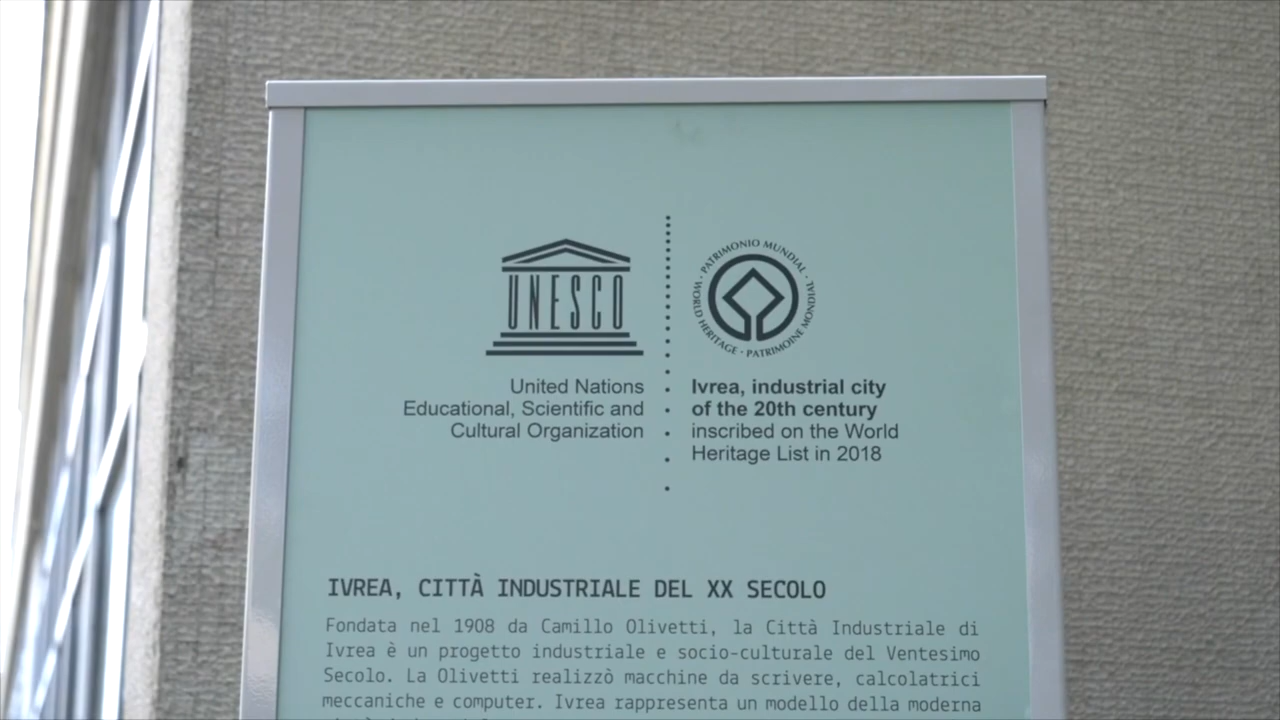 UNESCO
United Nations
Educational, Scientific and
Cultural Organization
PATRIMONIO MUNDIAL · WORLD HERITAGE · PATRIMOINE MONDIAL ·
Ivrea, industrial city
of the 20th century
inscribed on the World
Heritage List in 2018
IVREA, CITTÀ INDUSTRIALE DEL XX SECOLO
Fondata nel 1908 da Camillo Olivetti, la Città Industriale di
Ivrea è un progetto industriale e socio-culturale del Ventesimo
Secolo. La Olivetti realizzò macchine da scrivere, calcolatrici
meccaniche e computer. Ivrea rappresenta un modello della moderna